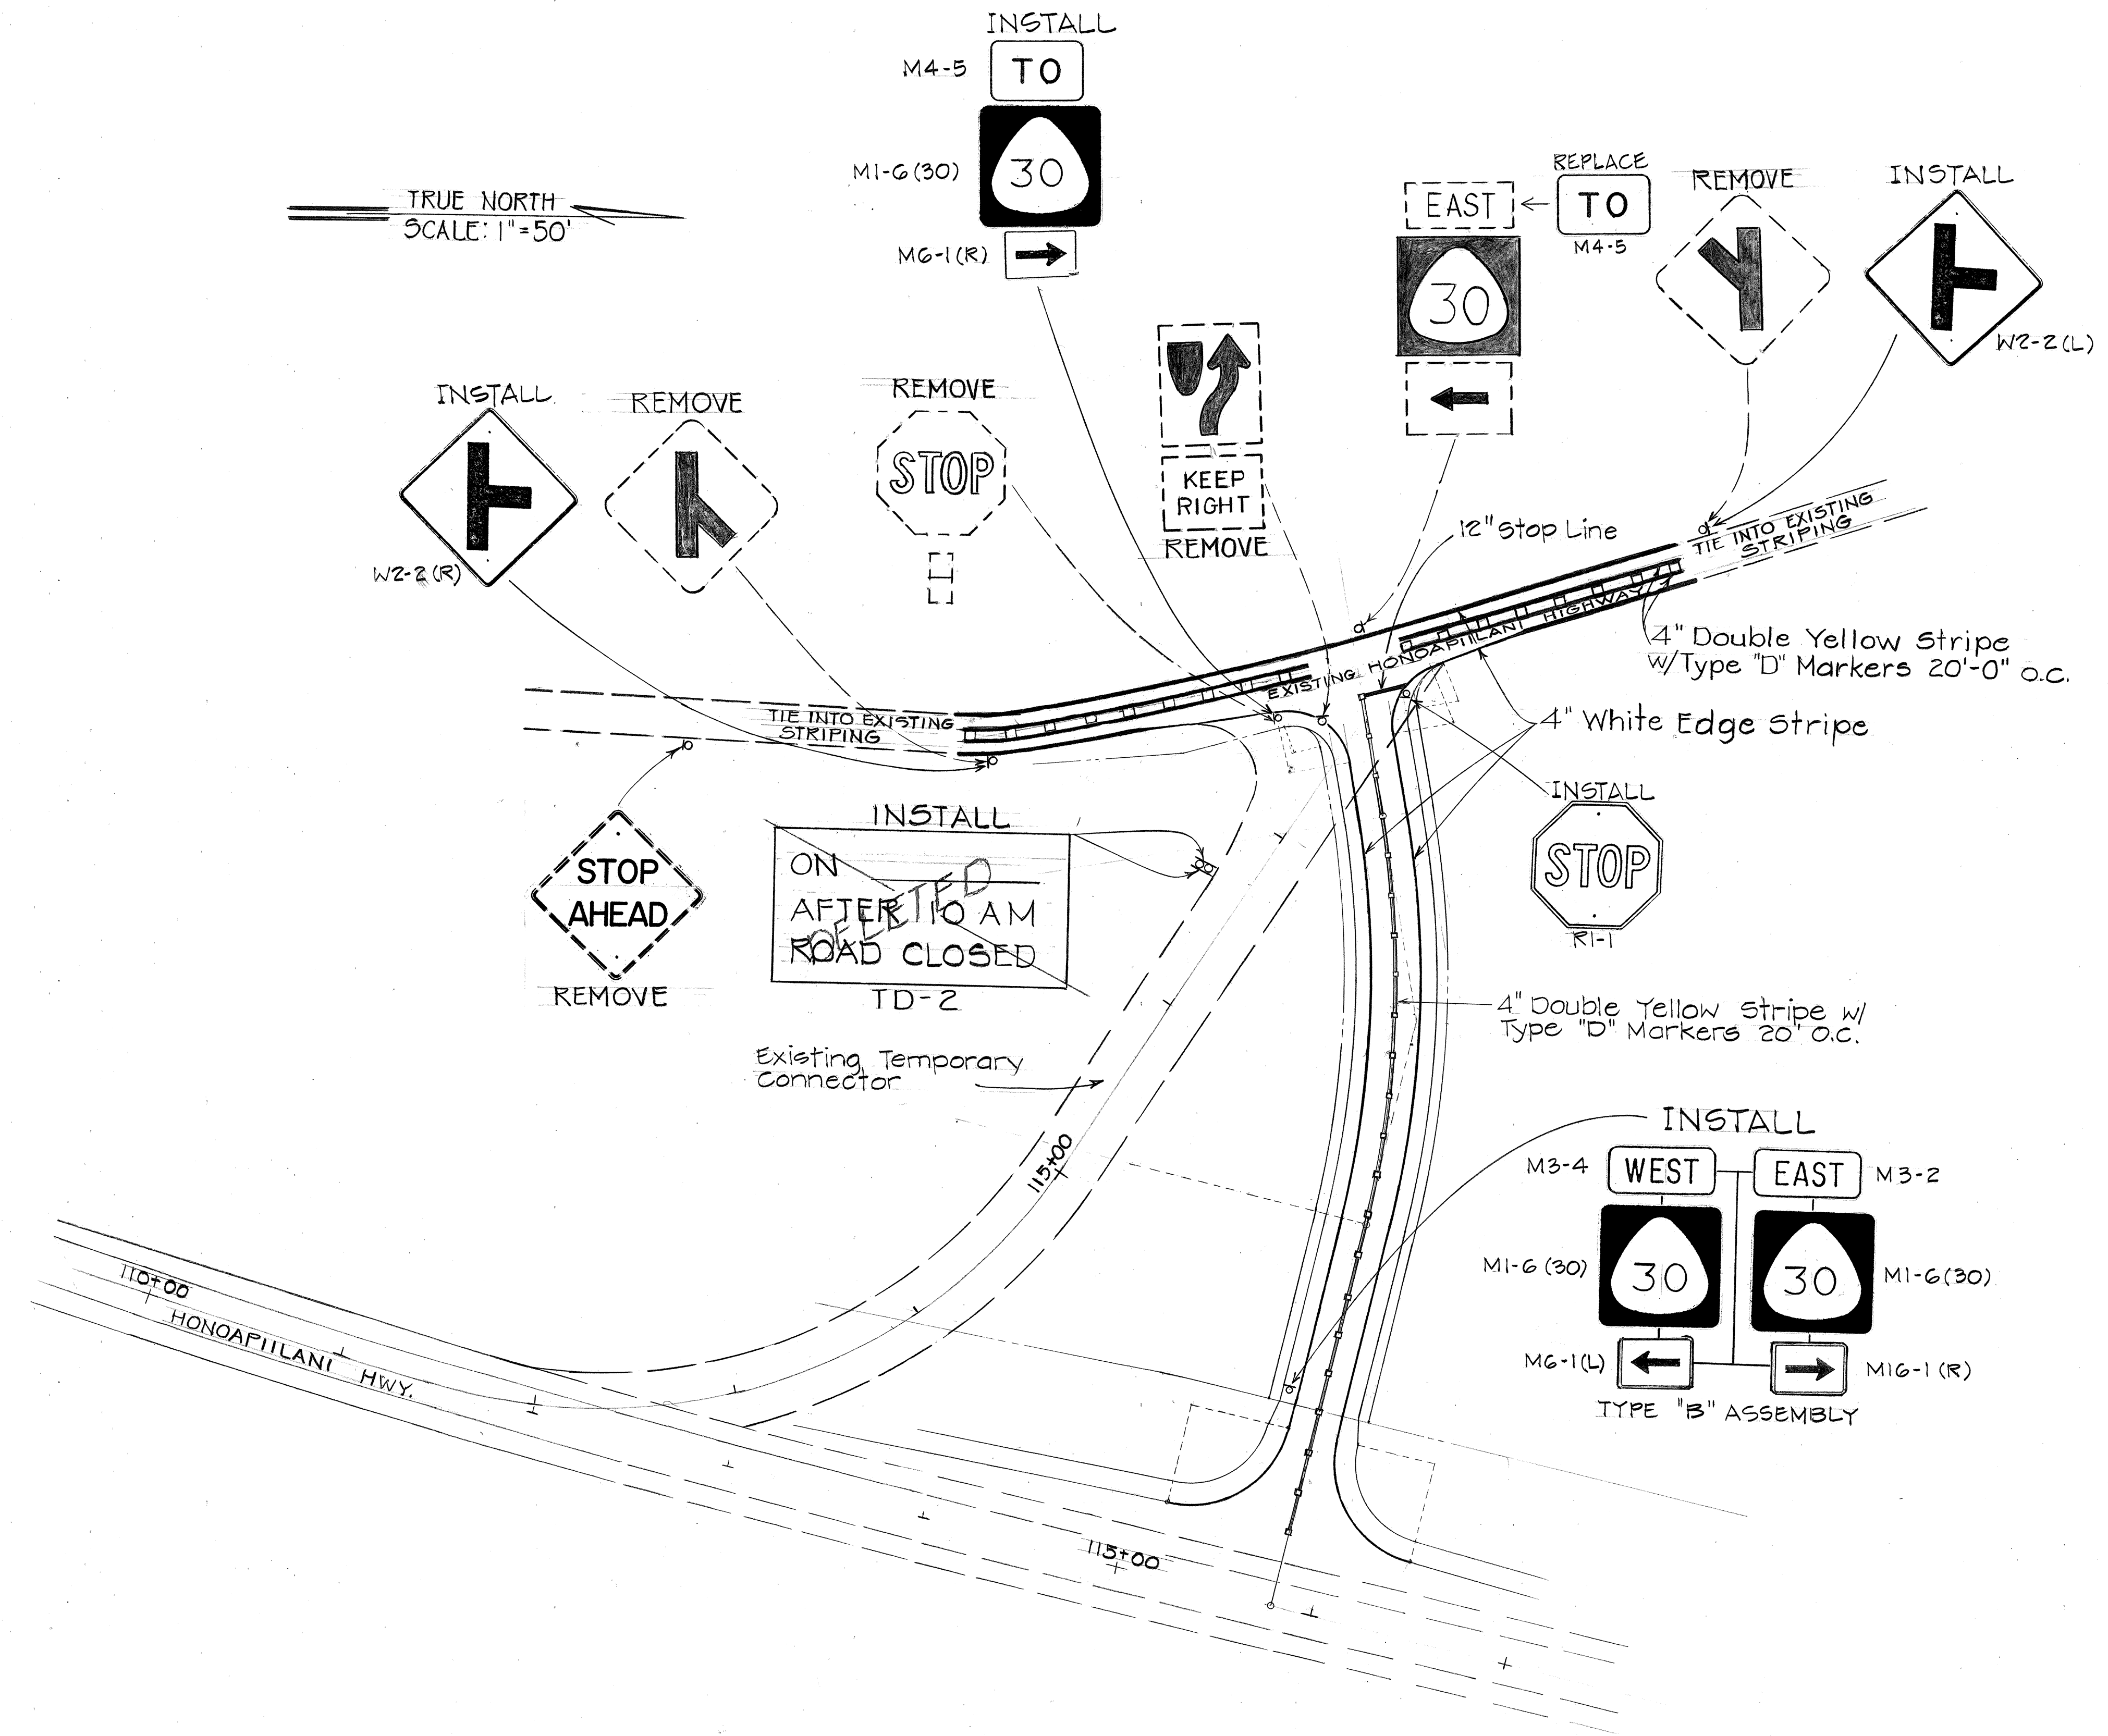 INSTALL
M4-5
TO
M1-6(30)
30
M6-1(R)
TRUE NORTH
SCALE: 1"=50'
REPLACE
EAST
TO
M4-5
30
REMOVE
INSTALL
W2-2(L)
INSTALL
W2-2(R)
REMOVE
REMOVE
STOP
KEEP
RIGHT
REMOVE
12" Stop Line
TIE INTO EXISTING
STRIPING
EXISTING HONOAPIILANI HIGHWAY
4" Double Yellow Stripe
w/Type "D" Markers 20'-0" O.C.
TIE INTO EXISTING
STRIPING
4" White Edge Stripe
STOP
AHEAD
REMOVE
INSTALL
ON
AFTER 10 AM
ROAD CLOSED
DELETED
TD-2
INSTALL
STOP
R1-1
4" Double Yellow Stripe w/
Type "D" Markers 20' O.C.
Existing Temporary
Connector
115+00
INSTALL
M3-4
WEST
EAST
M3-2
M1-6(30)
30
30
M1-6(30)
M6-1(L)
M16-1(R)
TYPE "B" ASSEMBLY
110+00
HONOAPIILANI HWY.
115+00